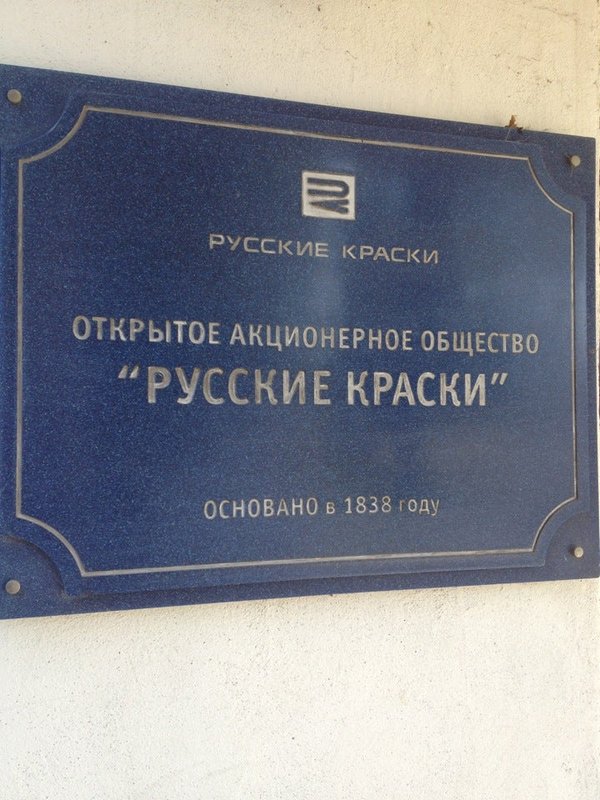 РУССКИЕ КРАСКИ
ОТКРЫТОЕ АКЦИОНЕРНОЕ ОБЩЕСТВО
“РУССКИЕ КРАСКИ”
ОСНОВАНО в 1838 году